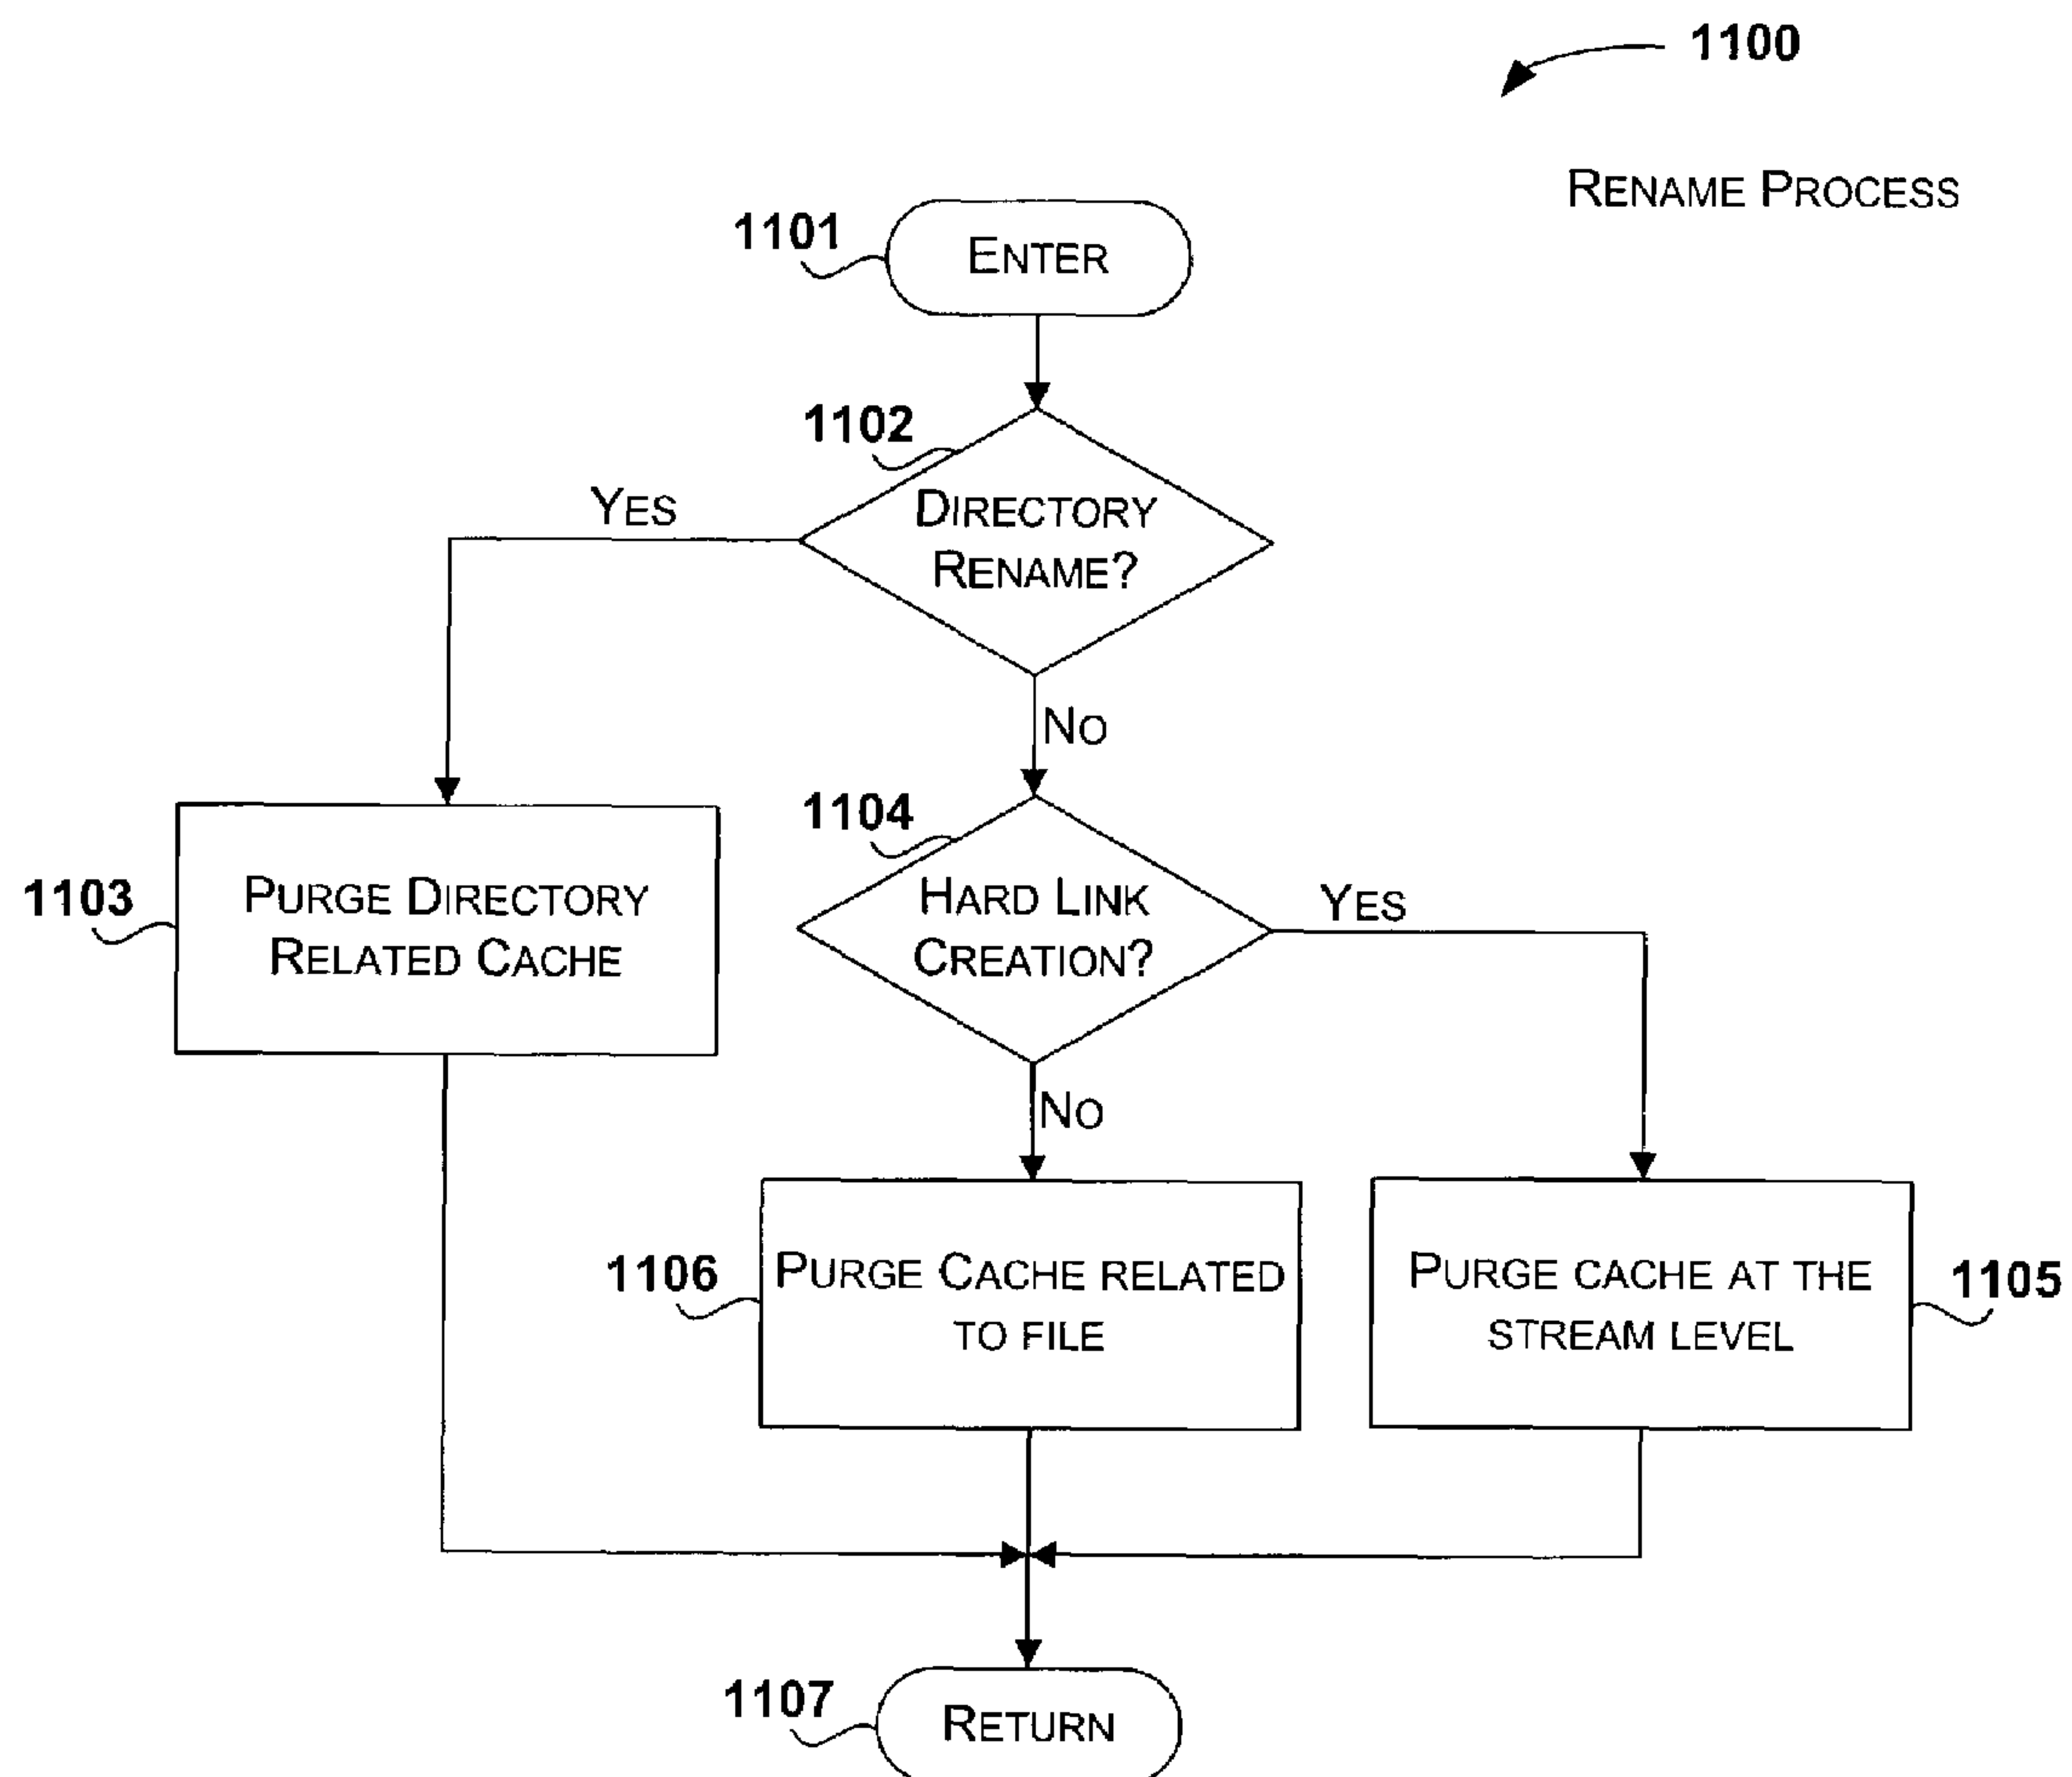 1100
RENAME PROCESS
1101
ENTER
1102
DIRECTORY
RENAME?
YES
NO
1103
PURGE DIRECTORY
RELATED CACHE
1104
HARD LINK
CREATION?
YES
NO
1106
PURGE CACHE RELATED
TO FILE
PURGE CACHE AT THE
STREAM LEVEL
1105
1107
RETURN